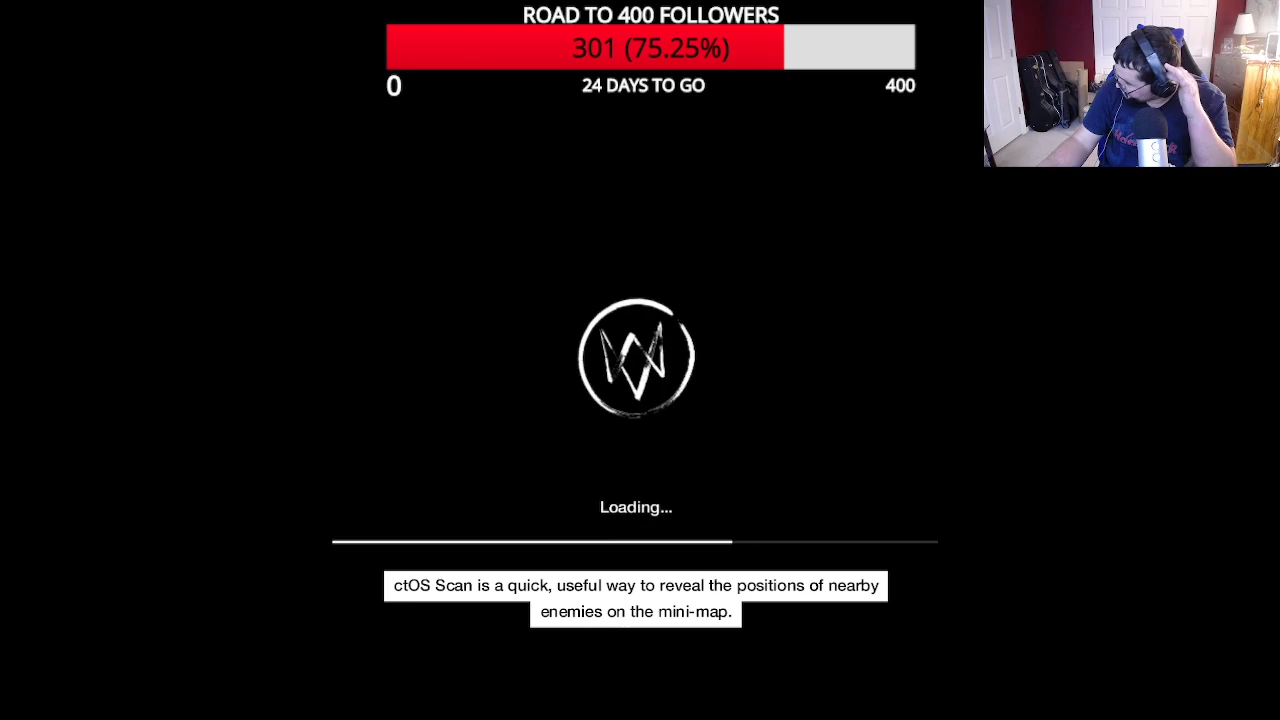 ROAD TO 400 FOLLOWERS
301 (75.25%)
0
24 DAYS TO GO
400
Loading...
ctOS Scan is a quick, useful way to reveal the positions of nearby
enemies on the mini-map.